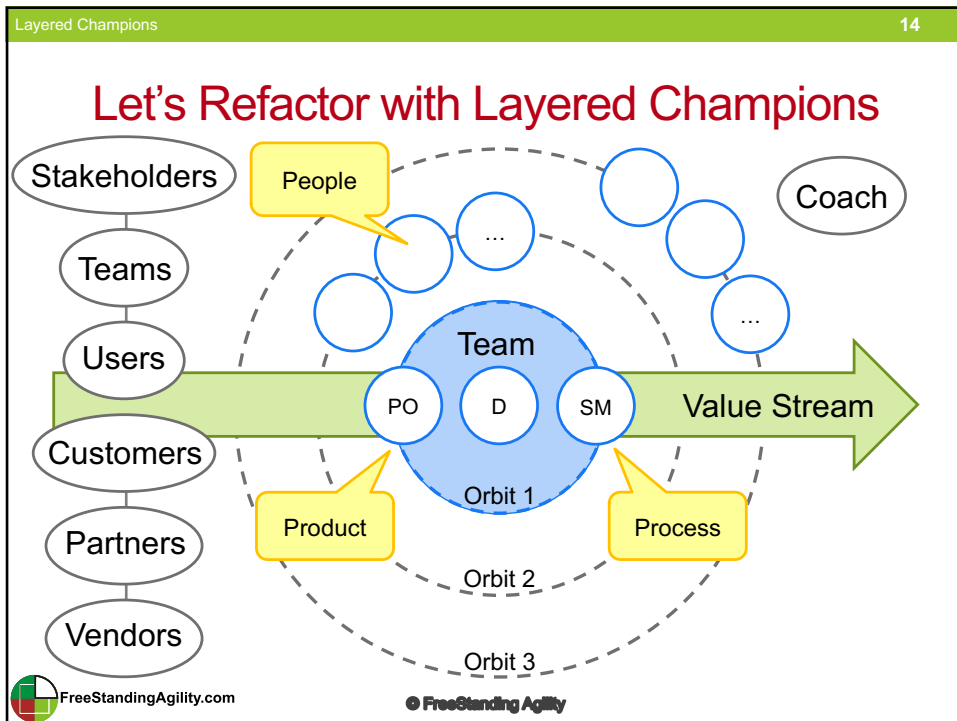 Layered Champions
14
Let's Refactor with Layered Champions
Stakeholders
People
Coach
...
Teams
...
Team
Users
PO
D
SM
Value Stream
Customers
Orbit 1
Product
Process
Partners
Orbit 2
Vendors
Orbit 3
FreeStandingAgility.com
© FreeStanding Agility